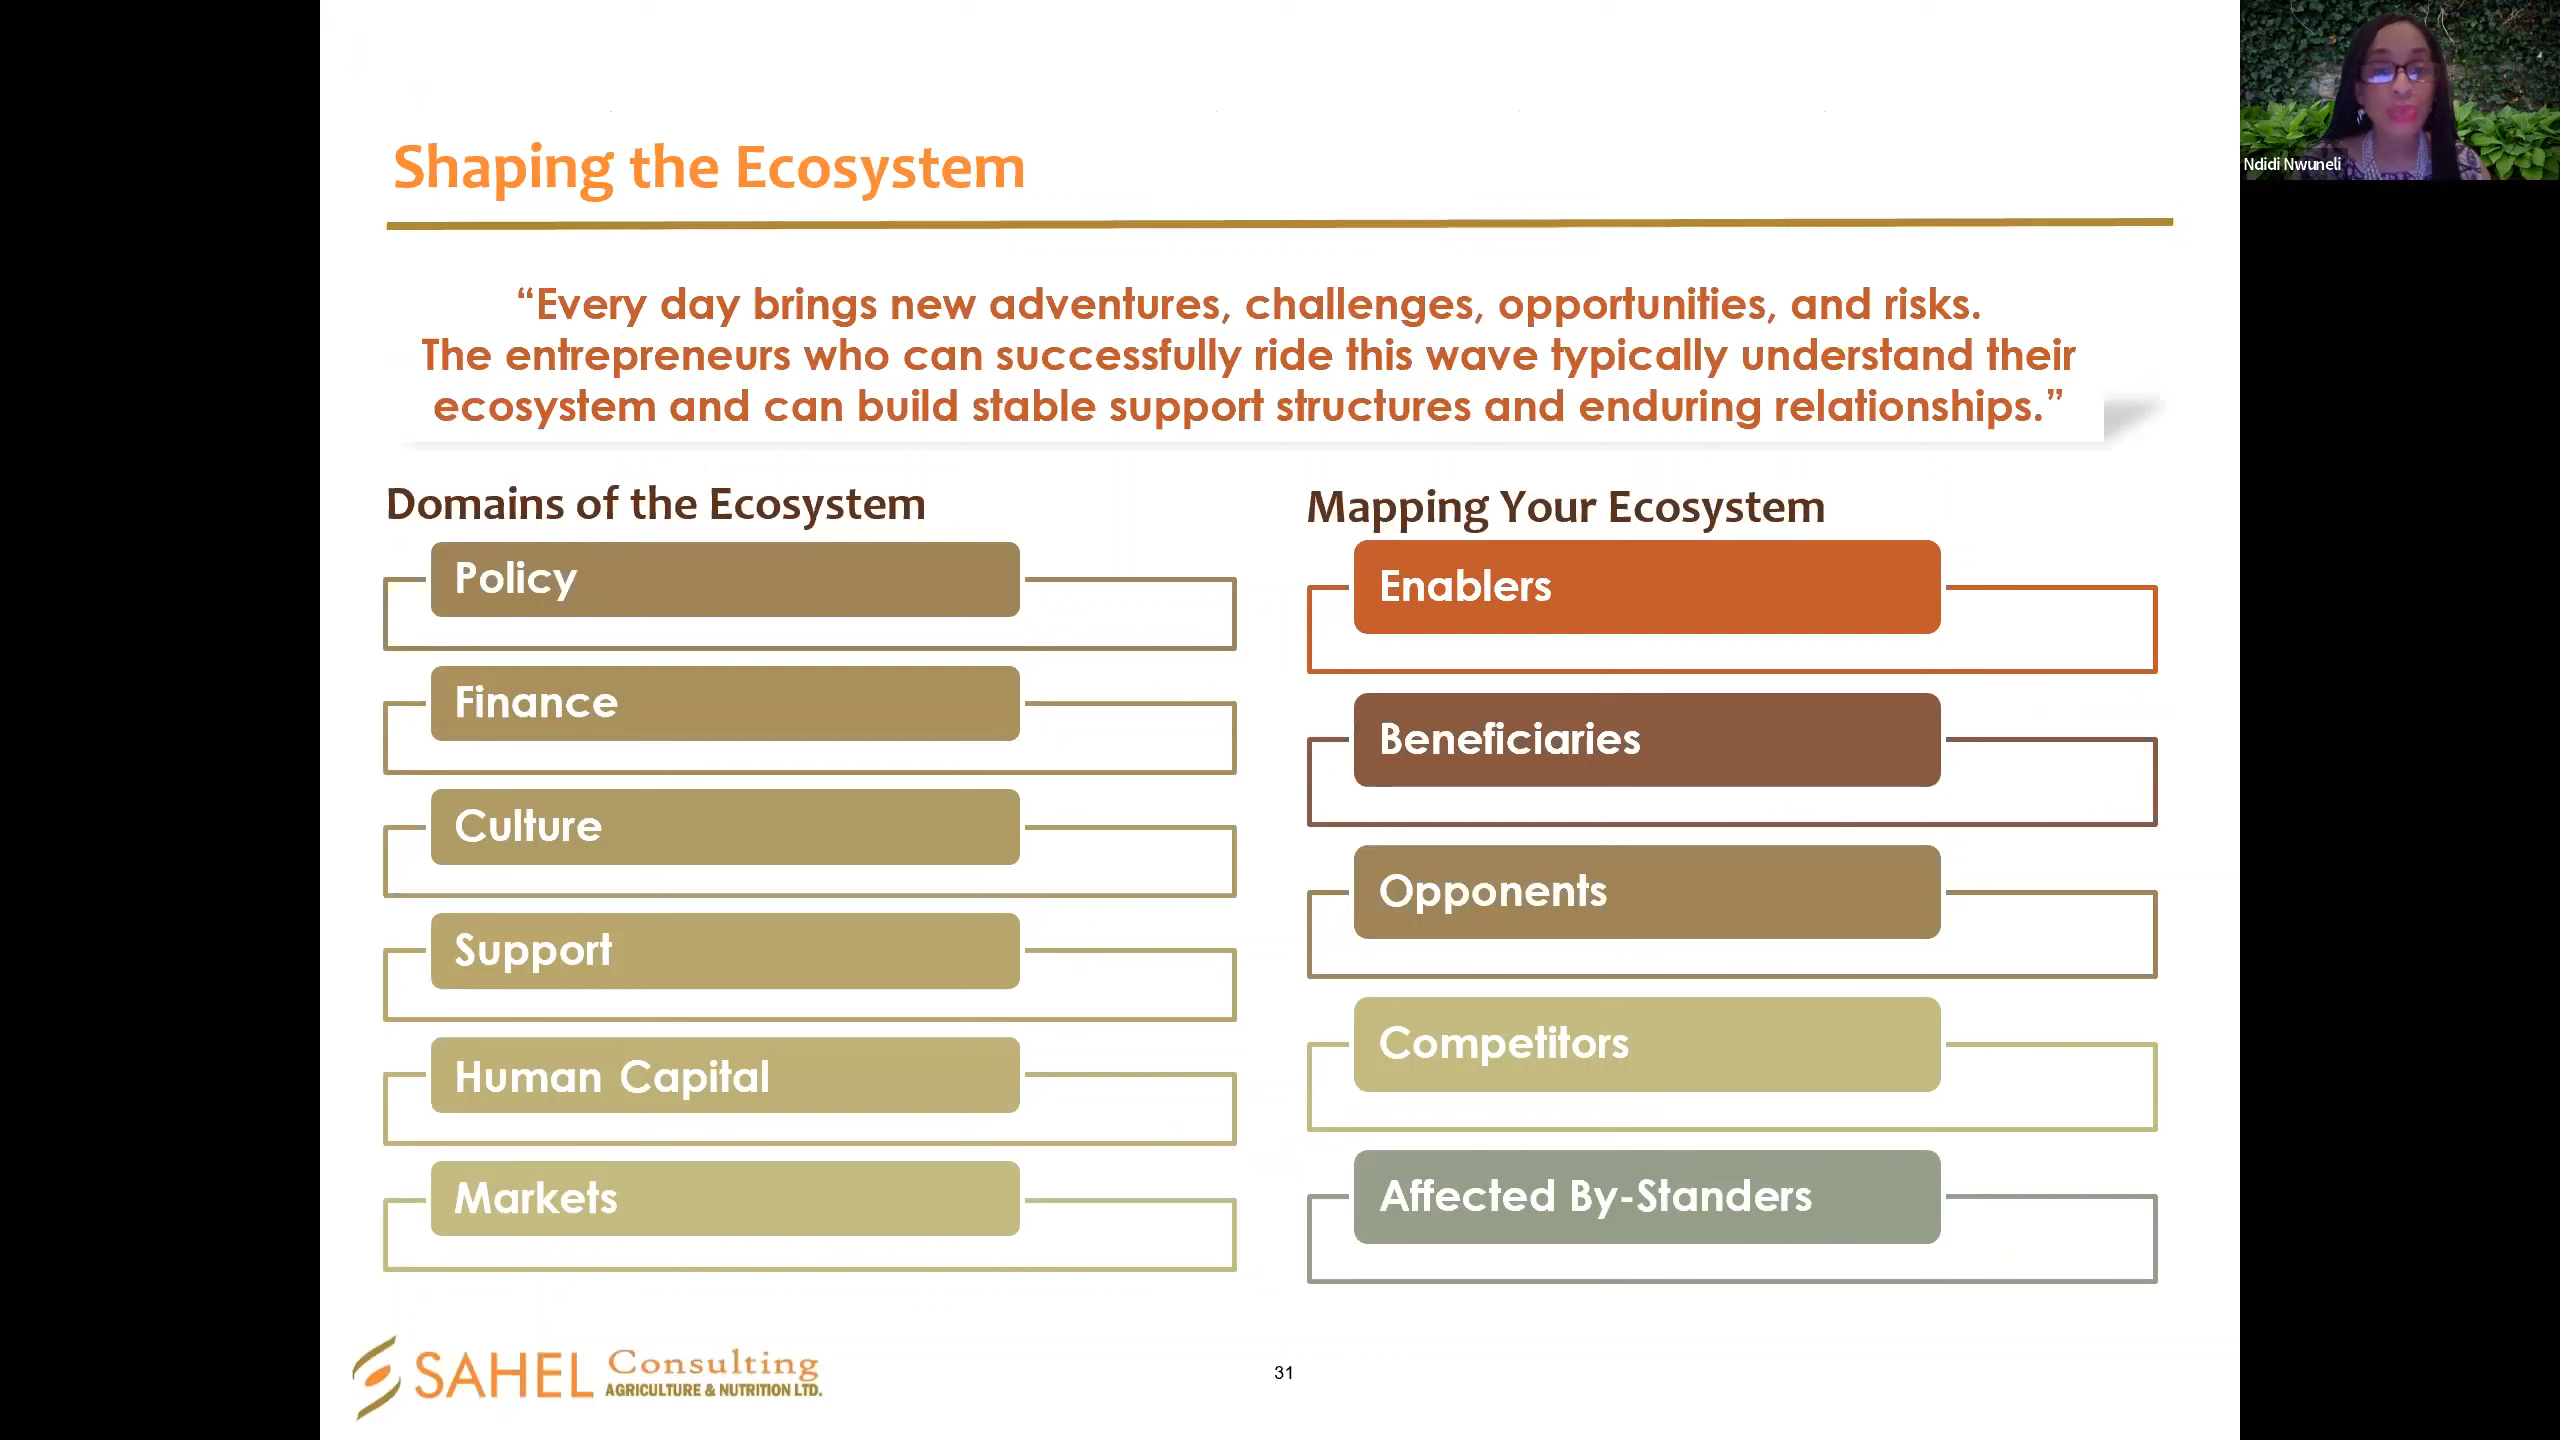 Shaping the Ecosystem
“Every day brings new adventures, challenges, opportunities, and risks.
The entrepreneurs who can successfully ride this wave typically understand their
ecosystem and can build stable support structures and enduring relationships.”
Domains of the Ecosystem
Policy
Finance
Culture
Support
Human Capital
Markets
Mapping Your Ecosystem
Enablers
Beneficiaries
Opponents
Competitors
Affected By-Standers
SAHEL Consulting
AGRICULTURE & NUTRITION LTD.
31
Ndidi Nwuneli